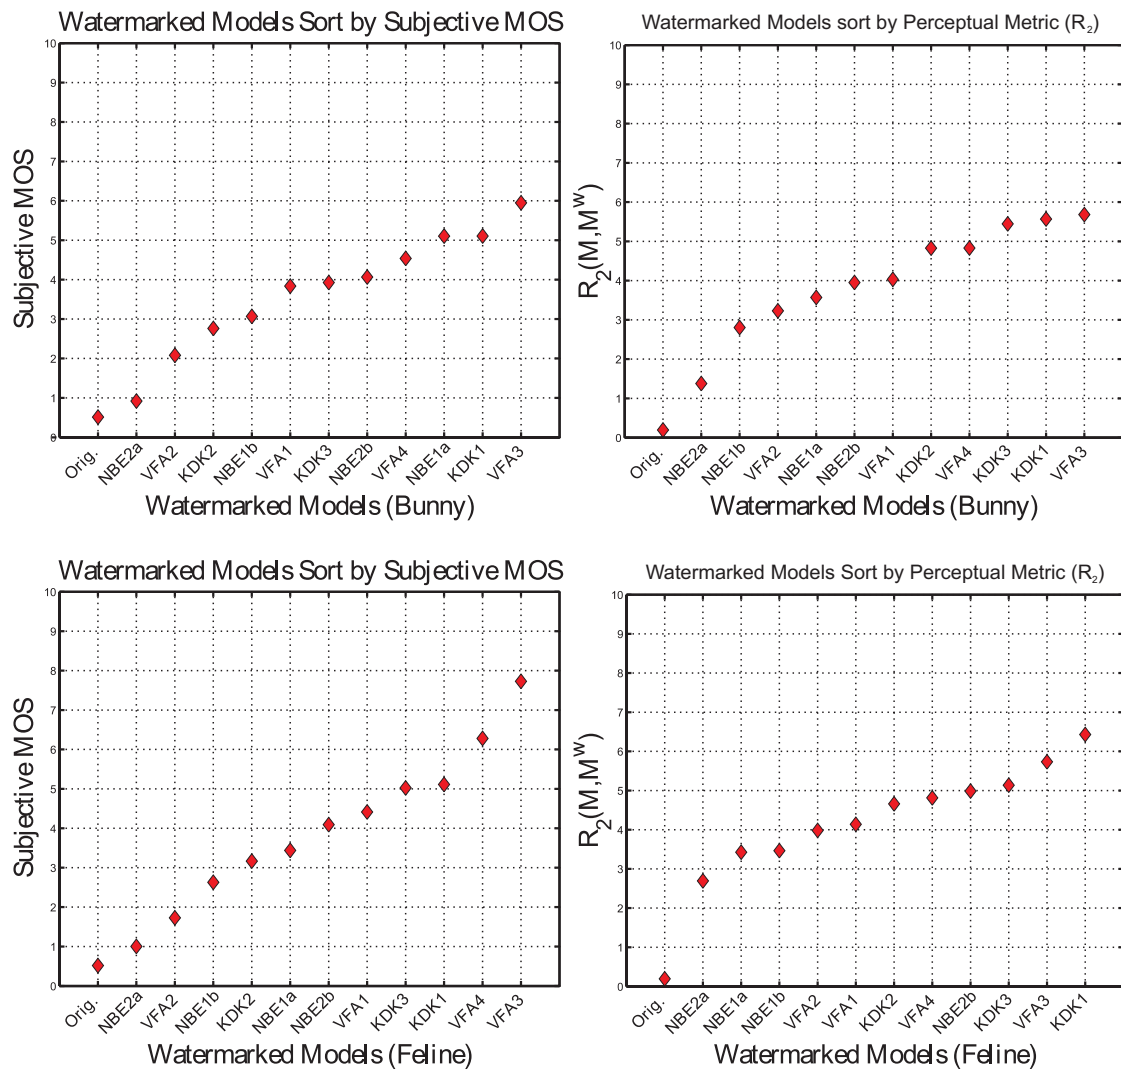 Watermarked Models Sort by Subjective MOS
10
9
8
7
6
5
4
3
2
1
0
Subjective MOS
Orig. NBE2a VFA2 KDK2 NBE1b VFA1 KDK3 NBE2b VFA4 NBE1a KDK1 VFA3
Watermarked Models (Bunny)
Watermarked Models sort by Perceptual Metric (R2)
10
9
8
7
6
5
4
3
2
1
0
R2(M,MW)
Orig. NBE2a NBE1b VFA2 NBE1a NBE2b VFA1 KDK2 VFA4 KDK3 KDK1 VFA3
Watermarked Models (Bunny)
Watermarked Models Sort by Subjective MOS
10
9
8
7
6
5
4
3
2
1
0
Subjective MOS
Orig. NBE2a VFA2 NBE1b KDK2 NBE1a NBE2b VFA1 KDK3 KDK1 VFA4 VFA3
Watermarked Models (Feline)
Watermarked Models Sort by Perceptual Metric (R2)
10
9
8
7
6
5
4
3
2
1
0
R2(M,MW)
Orig. NBE2a NBE1a NBE1b VFA2 VFA1 KDK2 VFA4 NBE2b KDK3 VFA3 KDK1
Watermarked Models (Feline)